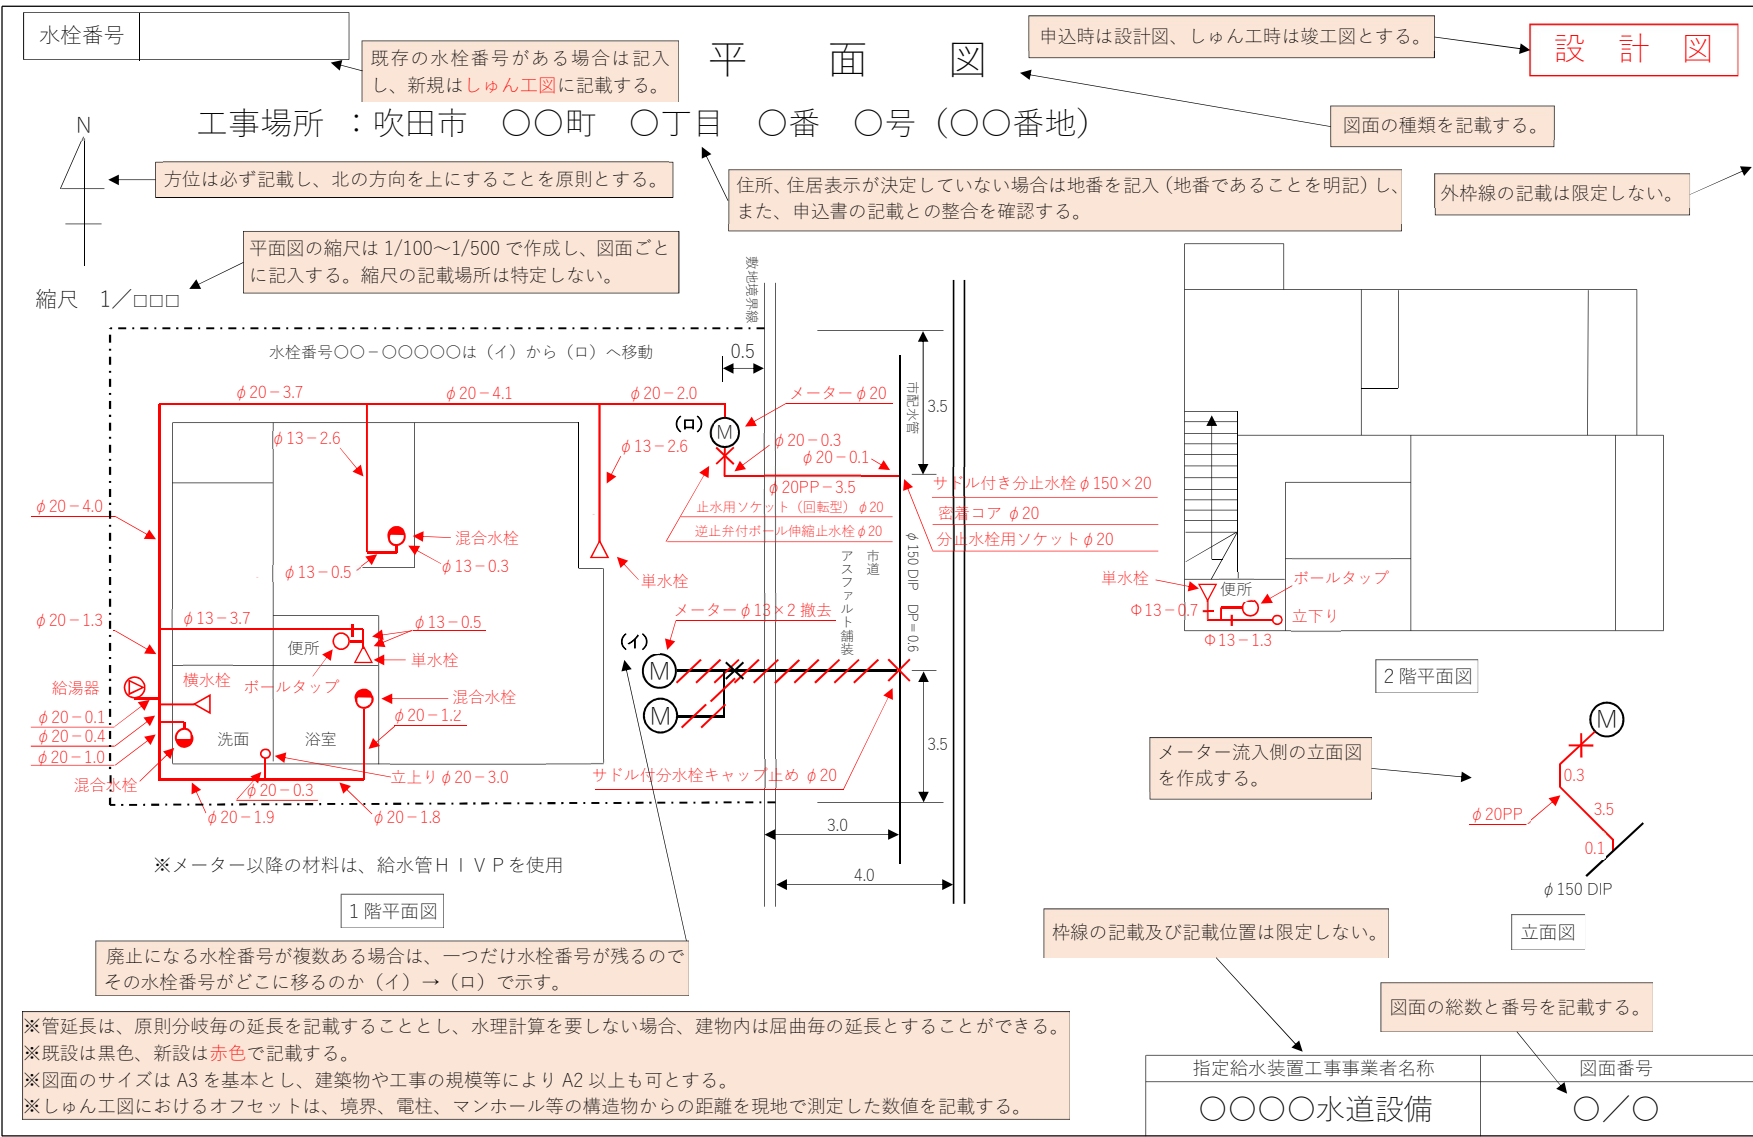 水栓番号
既存の水栓番号がある場合は記入
し、新規はしゅん工図に記載する。
平 面 図
申込時は設計図、しゅん工時は竣工図とする。
設 計 図
工事場所 ：吹田市 〇〇町 〇丁目 〇番 〇号（〇〇番地）
図面の種類を記載する。
N
方位は必ず記載し、北の方向を上にすることを原則とする。
住所、住居表示が決定していない場合は地番を記入（地番であることを明記）し、
また、申込書の記載との整合を確認する。
外枠線の記載は限定しない。
平面図の縮尺は 1/100～1/500 で作成し、図面ごと
に記入する。縮尺の記載場所は特定しない。
縮尺 1／□□□
敷地境界線
水栓番号〇〇－〇〇〇〇〇は（イ）から（ロ）へ移動
0.5
φ20－3.7
φ20－4.1
φ20－2.0
メーターφ20
市配水管
3.5
（ロ）
M
φ13－2.6
φ13－2.6
φ20－0.3
φ20－0.1
φ20PP－3.5
サドル付き分止水栓φ150×20
φ20－4.0
止水用ソケット（回転型）φ20
密着コア φ20
逆止弁付ボール伸縮止水栓φ20
分止水栓用ソケットφ20
混合水栓
φ13－0.5
φ13－0.3
単水栓
市道
アスファルト舗装
φ150 DIP DP＝0.6
単水栓
便所
ボールタップ
Φ13－0.7
立下り
Φ13－1.3
2階平面図
φ20－1.3
φ13－3.7
φ13－0.5
メーターφ13×2 撤去
（イ）
便所
単水栓
M
M
給湯器
横水栓
ボールタップ
混合水栓
φ20－0.1
φ20－0.4
φ20－1.0
φ20－1.2
洗面
浴室
3.5
混合水栓
φ20－0.3
立上りφ20－3.0
サドル付分水栓キャップ止め φ20
φ20－1.9
φ20－1.8
3.0
M
メーター流入側の立面図
を作成する。
0.3
φ20PP
3.5
0.1
φ150 DIP
立面図
※メーター以降の材料は、給水管ＨＩＶＰを使用
4.0
1階平面図
廃止になる水栓番号が複数ある場合は、一つだけ水栓番号が残るので
その水栓番号がどこに移るのか（イ）→（ロ）で示す。
枠線の記載及び記載位置は限定しない。
図面の総数と番号を記載する。
※管延長は、原則分岐毎の延長を記載することとし、水理計算を要しない場合、建物内は屈曲毎の延長とすることができる。
※既設は黒色、新設は赤色で記載する。
※図面のサイズは A3 を基本とし、建築物や工事の規模等により A2 以上も可とする。
※しゅん工図におけるオフセットは、境界、電柱、マンホール等の構造物からの距離を現地で測定した数値を記載する。
指定給水装置工事事業者名称
図面番号
〇〇〇〇水道設備
〇／〇